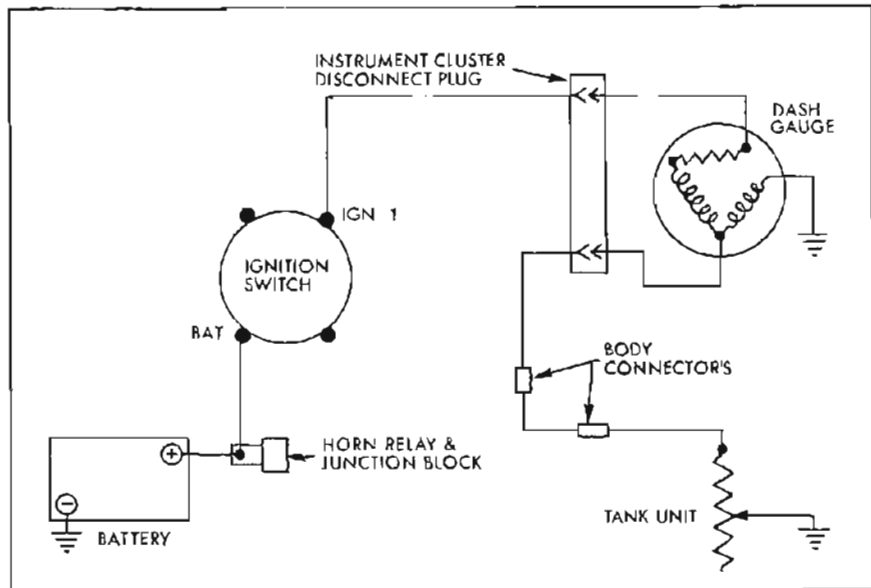 INSTRUMENT CLUSTER
DISCONNECT PLUG
DASH
GAUGE
IGN 1
IGNITION
SWITCH
BAT
BODY
CONNECTOR'S
HORN RELAY &
JUNCTION BLOCK
+
−
BATTERY
TANK UNIT